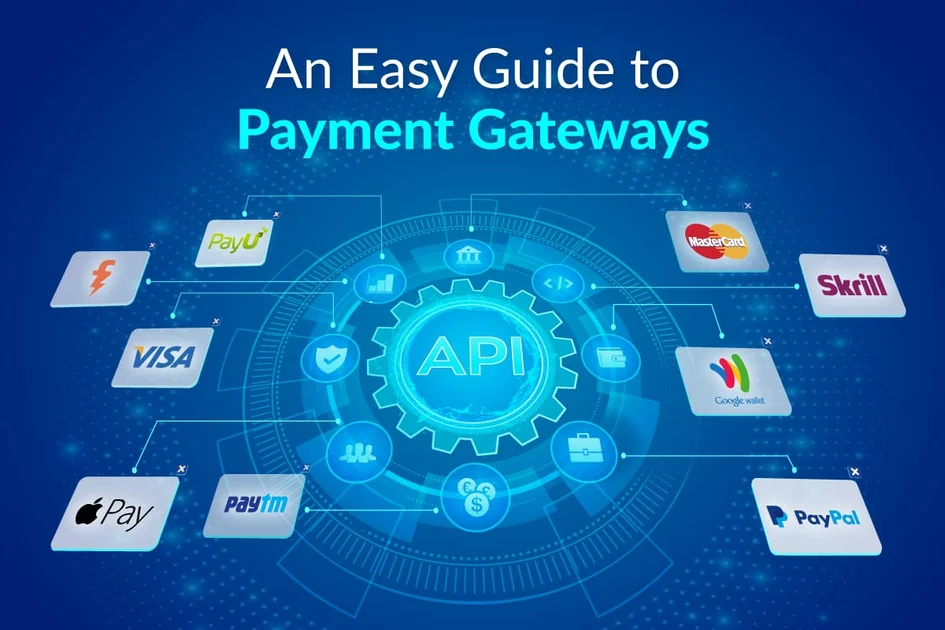 An Easy Guide to
Payment Gateways
PayU
MasterCard
Skrill
VISA
API
Google wallet
Pay
paytm
PayPal